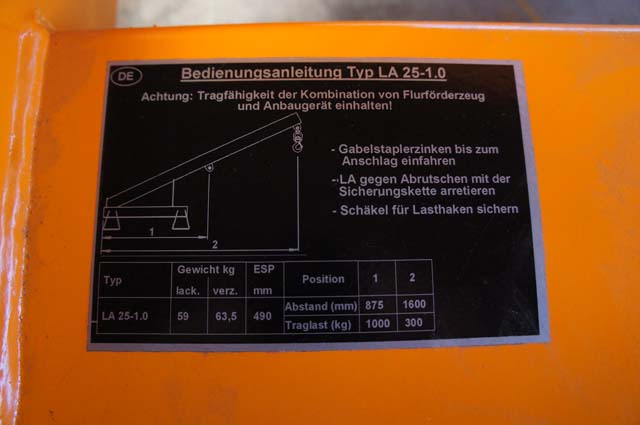 DE
Bedienungsanleitung Typ LA 25-1.0
Achtung: Tragfähigkeit der Kombination von Flurförderzeug
und Anbaugerät einhalten!
- Gabelstaplerzinken bis zum
Anschlag einfahren
- LA gegen Abrutschen mit der
Sicherungskette arretieren
- Schäkel für Lasthaken sichern
1
2
Typ Gewicht kg ESP Position 1 2
lack. verz. mm
LA 25-1.0 59 63,5 490 Abstand (mm) 875 1600
Traglast (kg) 1000 300